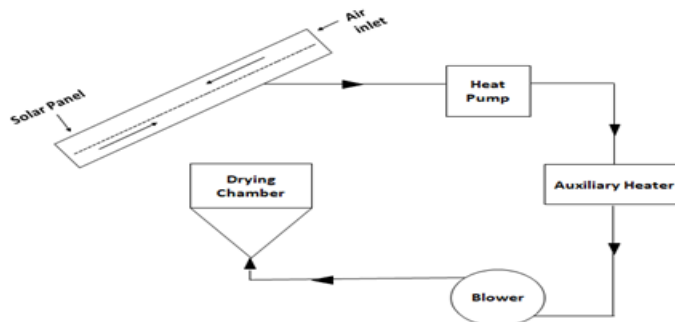 Air
inlet
Solar Panel
Heat
Pump
Drying
Chamber
Auxiliary Heater
Blower